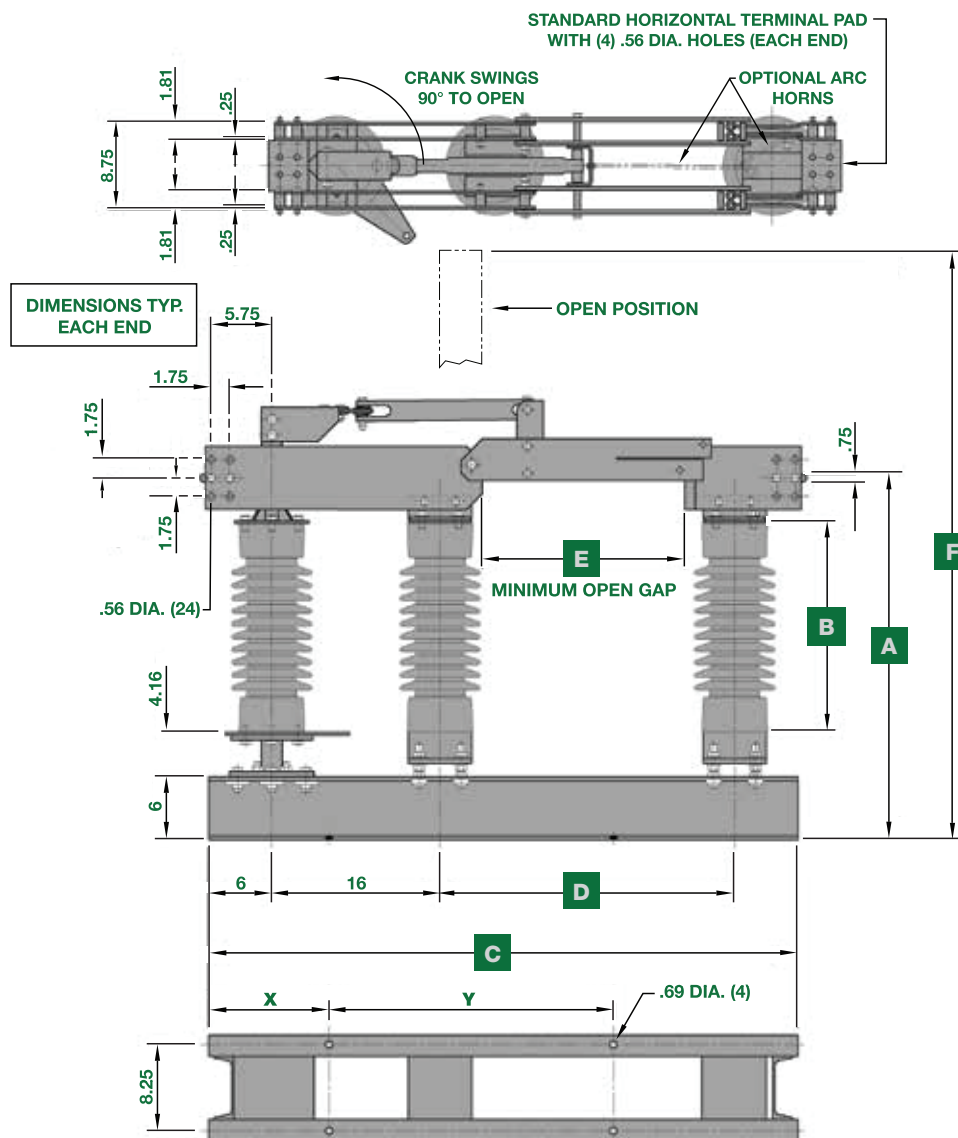 STANDARD HORIZONTAL TERMINAL PAD
WITH (4) .56 DIA. HOLES (EACH END)
CRANK SWINGS
90° TO OPEN
OPTIONAL ARC
HORNS
1.81
.25
8.75
1.81
.25
DIMENSIONS TYP.
EACH END
OPEN POSITION
5.75
1.75
1.75
.75
1.75
F
E
MINIMUM OPEN GAP
.56 DIA. (24)
B
A
4.16
6
6
16
D
C
X
Y
.69 DIA. (4)
8.25